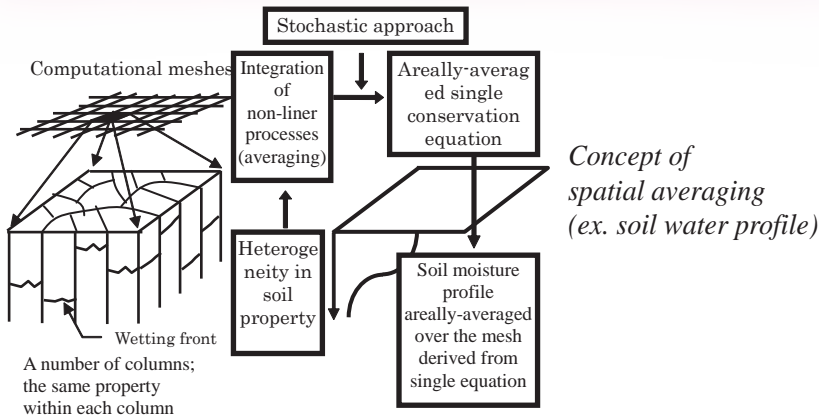 Stochastic approach
Computational meshes
Integration
of
non-liner
processes
(averaging)
Areally-averag
ed single
conservation
equation
Concept of
spatial averaging
(ex. soil water profile)
Heteroge
neity in
soil
property
Soil moisture
profile
areally-averaged
over the mesh
derived from
single equation
Wetting front
A number of columns;
the same property
within each column